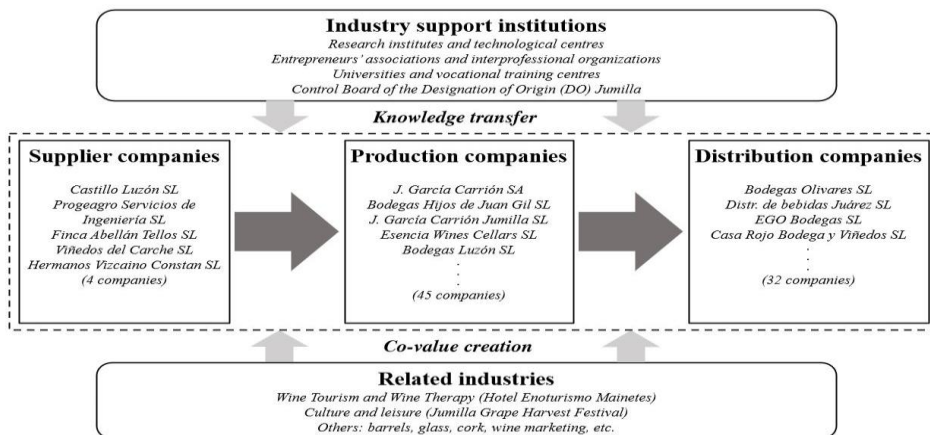 Industry support institutions
Research institutes and technological centres
Entrepreneurs' associations and interprofessional organizations
Universities and vocational training centres
Control Board of the Designation of Origin (DO) Jumilla
Knowledge transfer
Supplier companies
Castillo Luzón SL
Progeagro Servicios de
Ingeniería SL
Finca Abellán Tellos SL
Viñedos del Carche SL
Hermanos Vizcaino Constan SL
(4 companies)
Production companies
J. García Carrión SA
Bodegas Hijos de Juan Gil SL
J. García Carrión Jumilla SL
Esencia Wines Cellars SL
Bodegas Luzón SL
.
.
.
(45 companies)
Distribution companies
Bodegas Olivares SL
Distr. de bebidas Juárez SL
EGO Bodegas SL
Casa Rojo Bodega y Viñedos SL
.
.
.
(32 companies)
Co-value creation
Related industries
Wine Tourism and Wine Therapy (Hotel Enoturismo Mainetes)
Culture and leisure (Jumilla Grape Harvest Festival)
Others: barrels, glass, cork, wine marketing, etc.